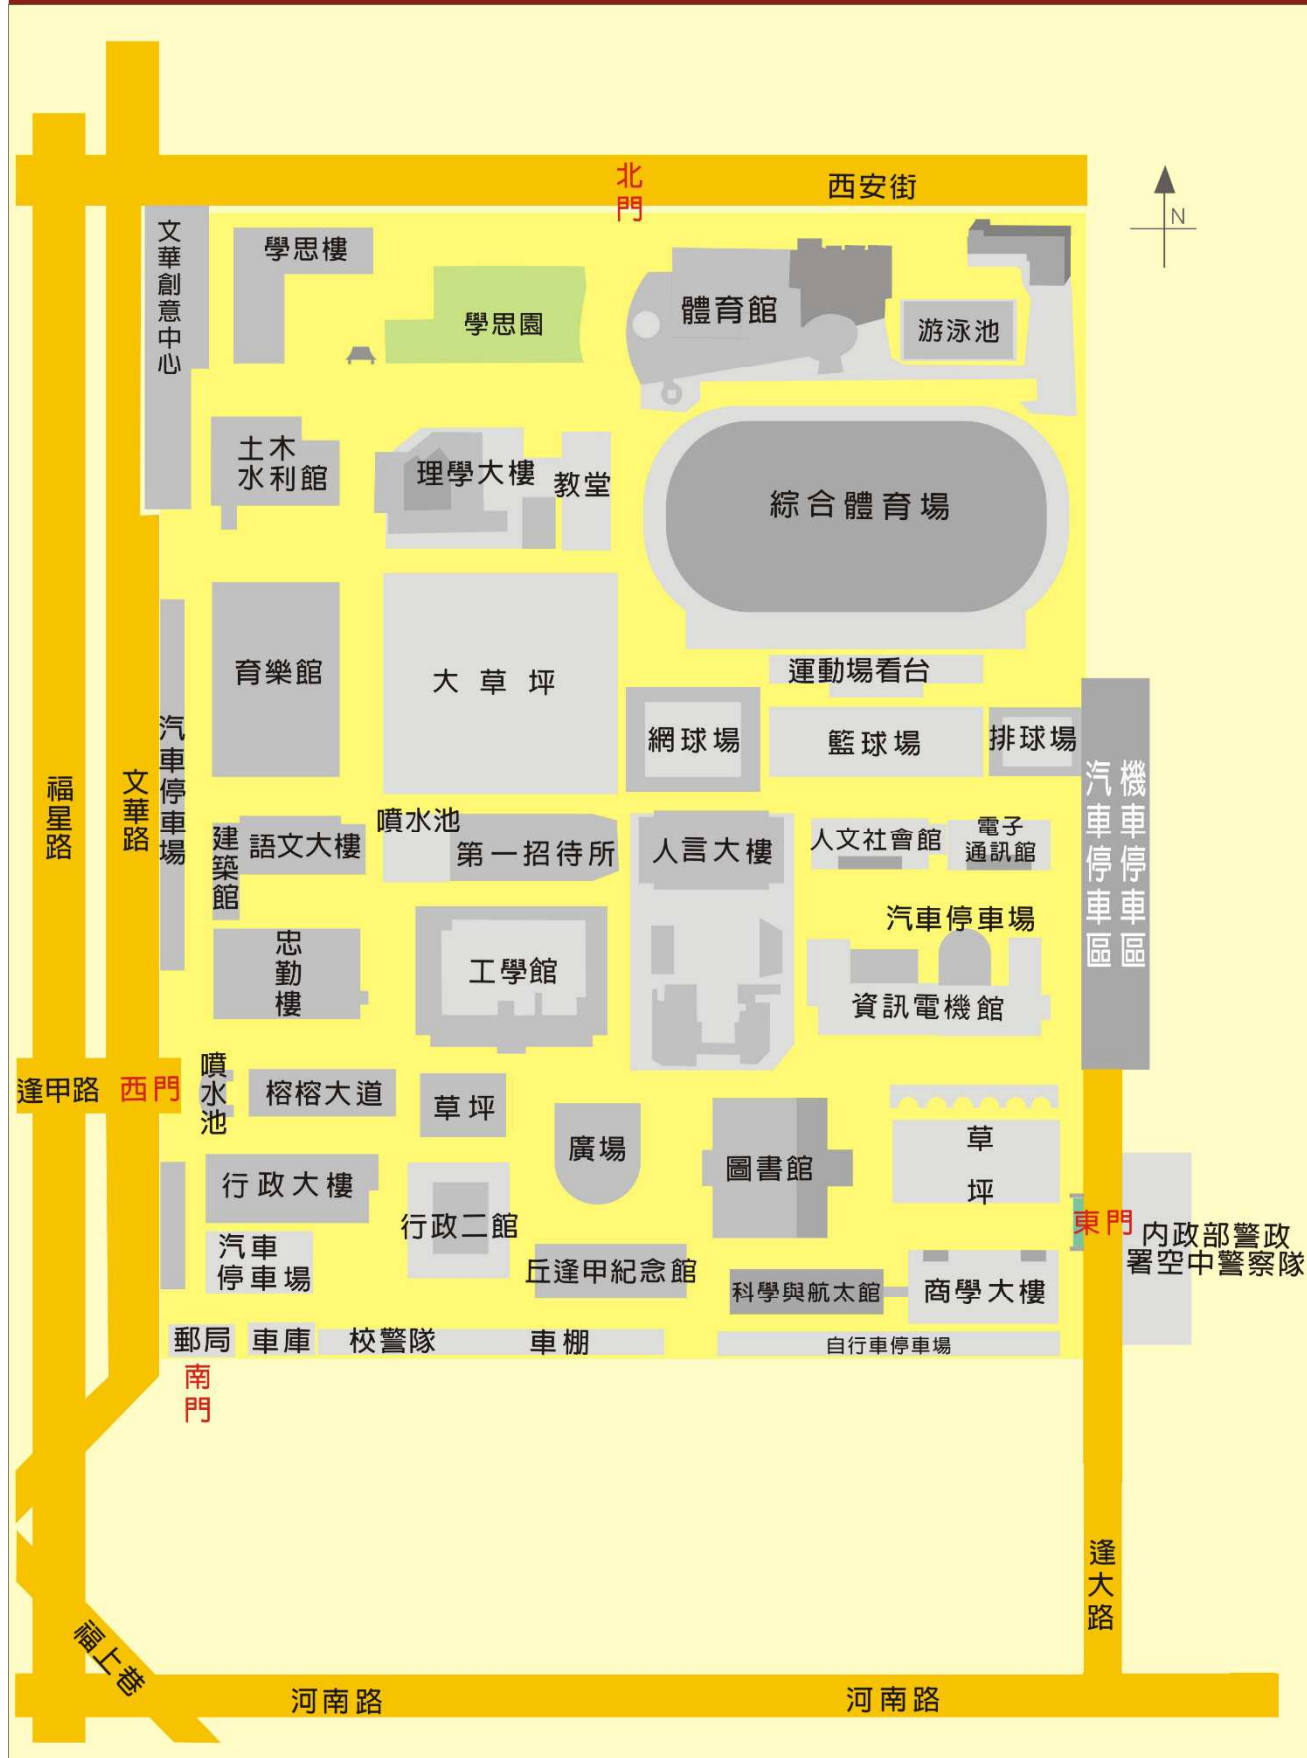 北
門
西安街
N
文華創意中心
學思樓
學思園
體育館
游泳池
土木
水利館
理學大樓
教堂
綜合體育場
育樂館
大草坪
運動場看台
網球場
籃球場
排球場
汽車停車區
機車停車區
福星路
文華路
汽車停車場
建築館
語文大樓
噴水池
第一招待所
人言大樓
人文社會館
電子
通訊館
汽車停車場
忠勤樓
工學館
資訊電機館
逢甲路
西門
噴水池
榕榕大道
草坪
廣場
圖書館
草
坪
行政大樓
行政二館
東門
內政部警政
署空中警察隊
汽車
停車場
丘逢甲紀念館
科學與航太館
商學大樓
郵局
車庫
校警隊
車棚
自行車停車場
南
門
逢大路
福上巷
河南路
河南路